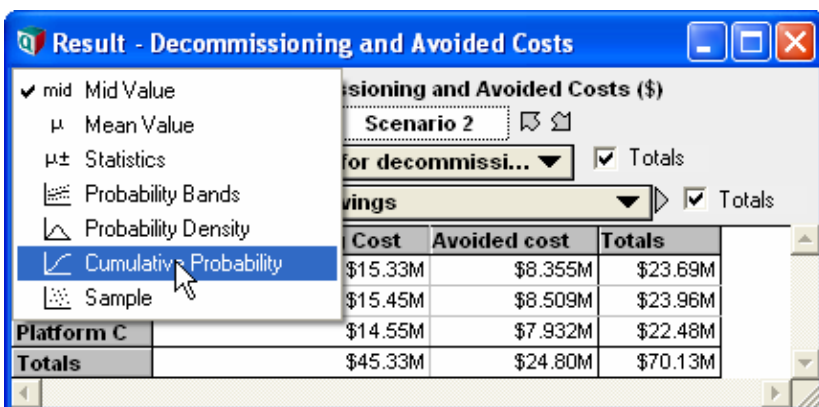 Result - Decommissioning and Avoided Costs
mid Mid Value
ssioning and Avoided Costs ($)
μ Mean Value
Scenario 2
μ± Statistics
for decommissi... Totals
Probability Bands
vings Totals
Probability Density
Cost Avoided cost Totals
Cumulative Probability $15.33M $8.355M $23.69M
Sample $15.45M $8.509M $23.96M
Platform C $14.55M $7.932M $22.48M
Totals $45.33M $24.80M $70.13M